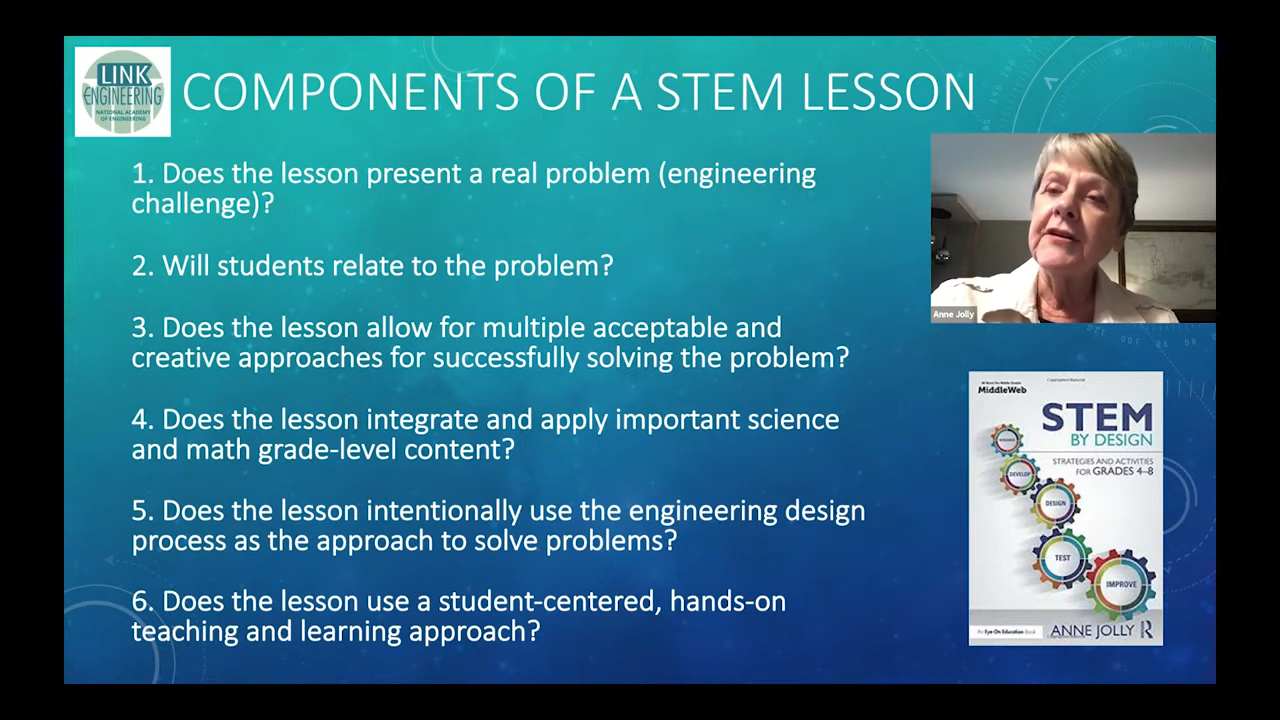 LINK
ENGINEERING
NATIONAL ACADEMY
OF ENGINEERING
COMPONENTS OF A STEM LESSON
1. Does the lesson present a real problem (engineering
challenge)?
2. Will students relate to the problem?
3. Does the lesson allow for multiple acceptable and
creative approaches for successfully solving the problem?
4. Does the lesson integrate and apply important science
and math grade-level content?
5. Does the lesson intentionally use the engineering design
process as the approach to solve problems?
6. Does the lesson use a student-centered, hands-on
teaching and learning approach?
Anne Jolly
MiddleWeb
STEM
BY DESIGN
STRATEGIES AND ACTIVITIES
FOR GRADES 4–8
DEVELOP
DESIGN
TEST
IMPROVE
An Eye On Education Book
ANNE JOLLY R